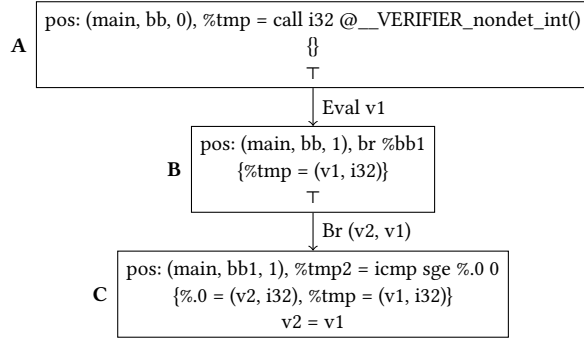 pos: (main, bb, 0), %tmp = call i32 @__VERIFIER_nondet_int()
A
{}
⊤
Eval v1
pos: (main, bb, 1), br %bb1
B
{%tmp = (v1, i32)}
⊤
Br (v2, v1)
pos: (main, bb1, 1), %tmp2 = icmp sge %.0 0
C
{%.0 = (v2, i32), %tmp = (v1, i32)}
v2 = v1